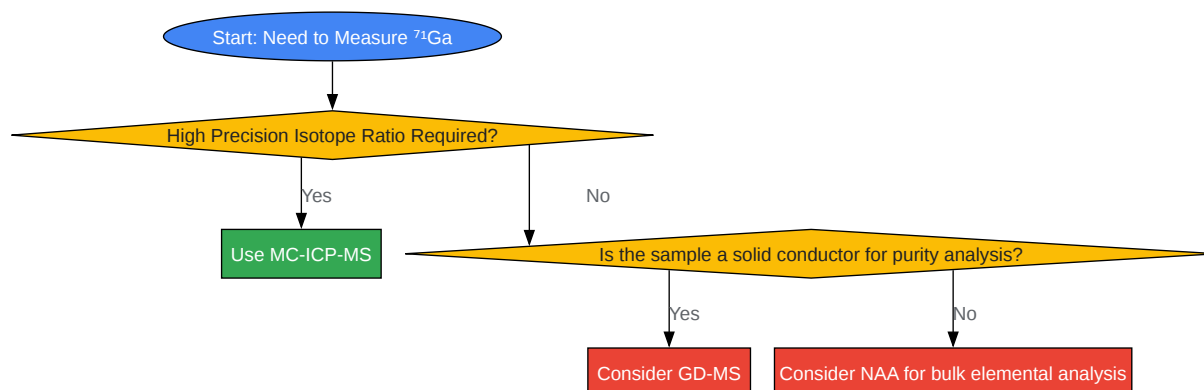 Start: Need to Measure ⁷¹Ga
High Precision Isotope Ratio Required?
Yes
No
Use MC-ICP-MS
Is the sample a solid conductor for purity analysis?
Yes
No
Consider GD-MS
Consider NAA for bulk elemental analysis